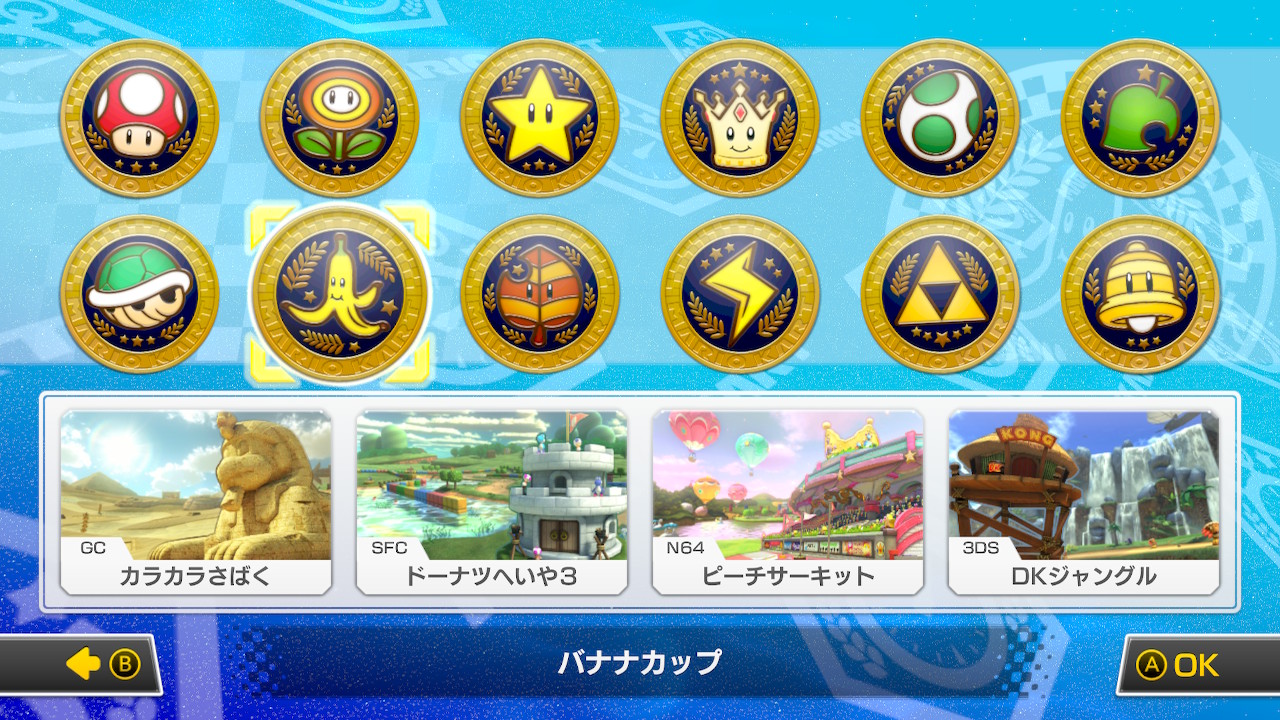 KONG
GC
カラカラさばく
SFC
ドーナツへいや3
N64
ピーチサーキット
3DS
DKジャングル
B
バナナカップ
A OK